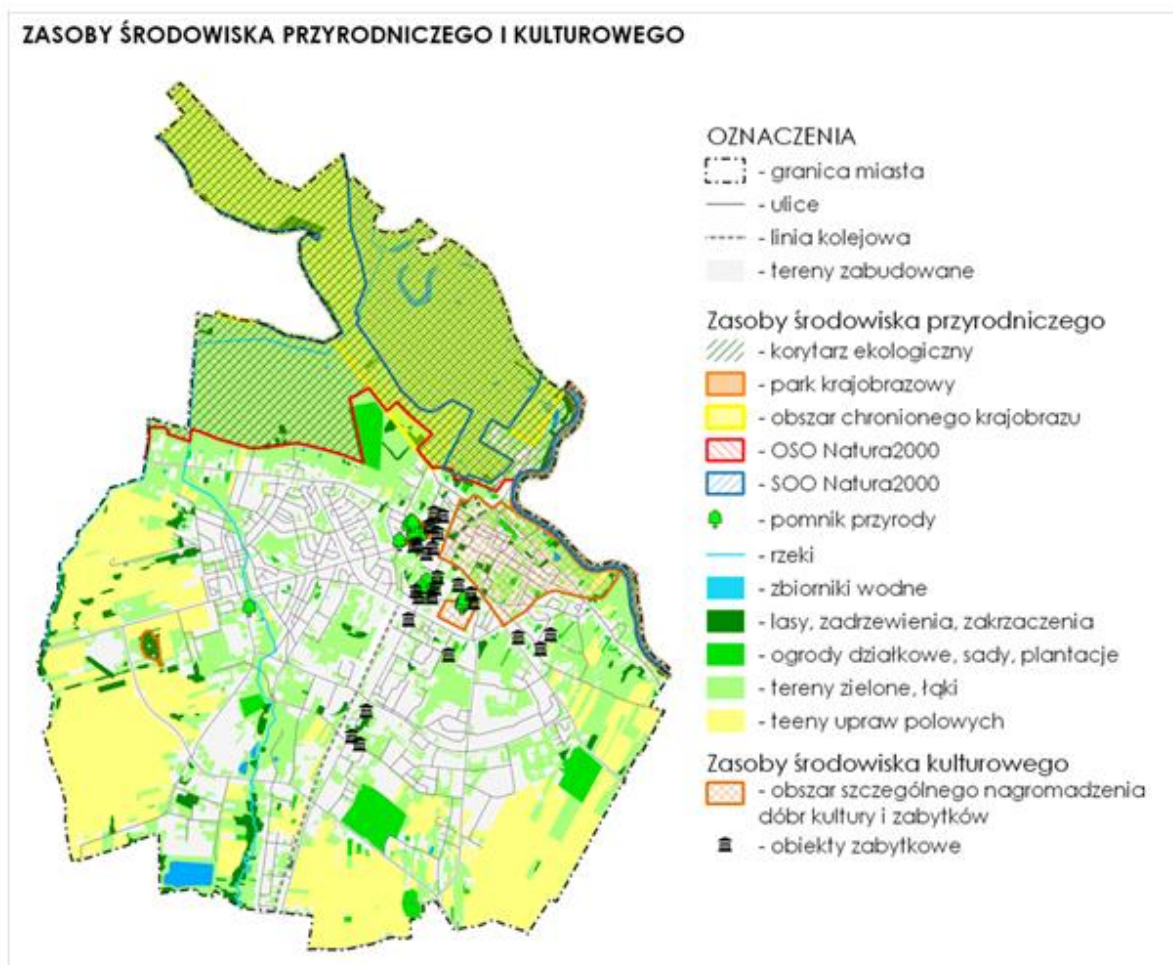 ZASOBY ŚRODOWISKA PRZYRODNICZEGO I KULTUROWEGO
OZNACZENIA
- granica miasta
- ulice
- linia kolejowa
- tereny zabudowane
Zasoby środowiska przyrodniczego
- korytarz ekologiczny
- park krajobrazowy
- obszar chronionego krajobrazu
- OSO Natura2000
- SOO Natura2000
- pomnik przyrody
- rzeki
- zbiorniki wodne
- lasy, zadrzewienia, zakrzaczenia
- ogrody działkowe, sady, plantacje
- tereny zielone, łąki
- teeny upraw polowych
Zasoby środowiska kulturowego
- obszar szczególnego nagromadzenia
dóbr kultury i zabytków
- obiekty zabytkowe